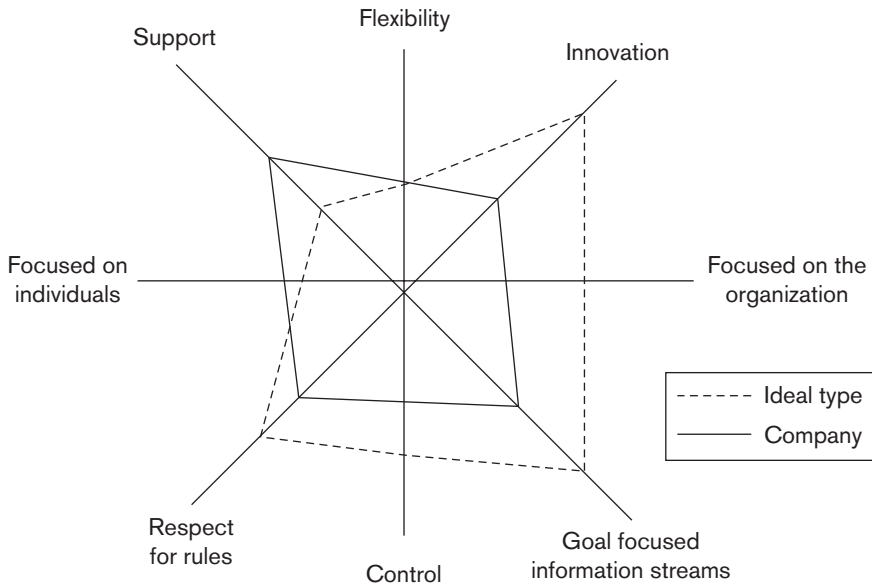 Flexibility
Support
Innovation
Focused on
individuals
Focused on the
organization
Ideal type
Company
Respect
for rules
Control
Goal focused
information streams